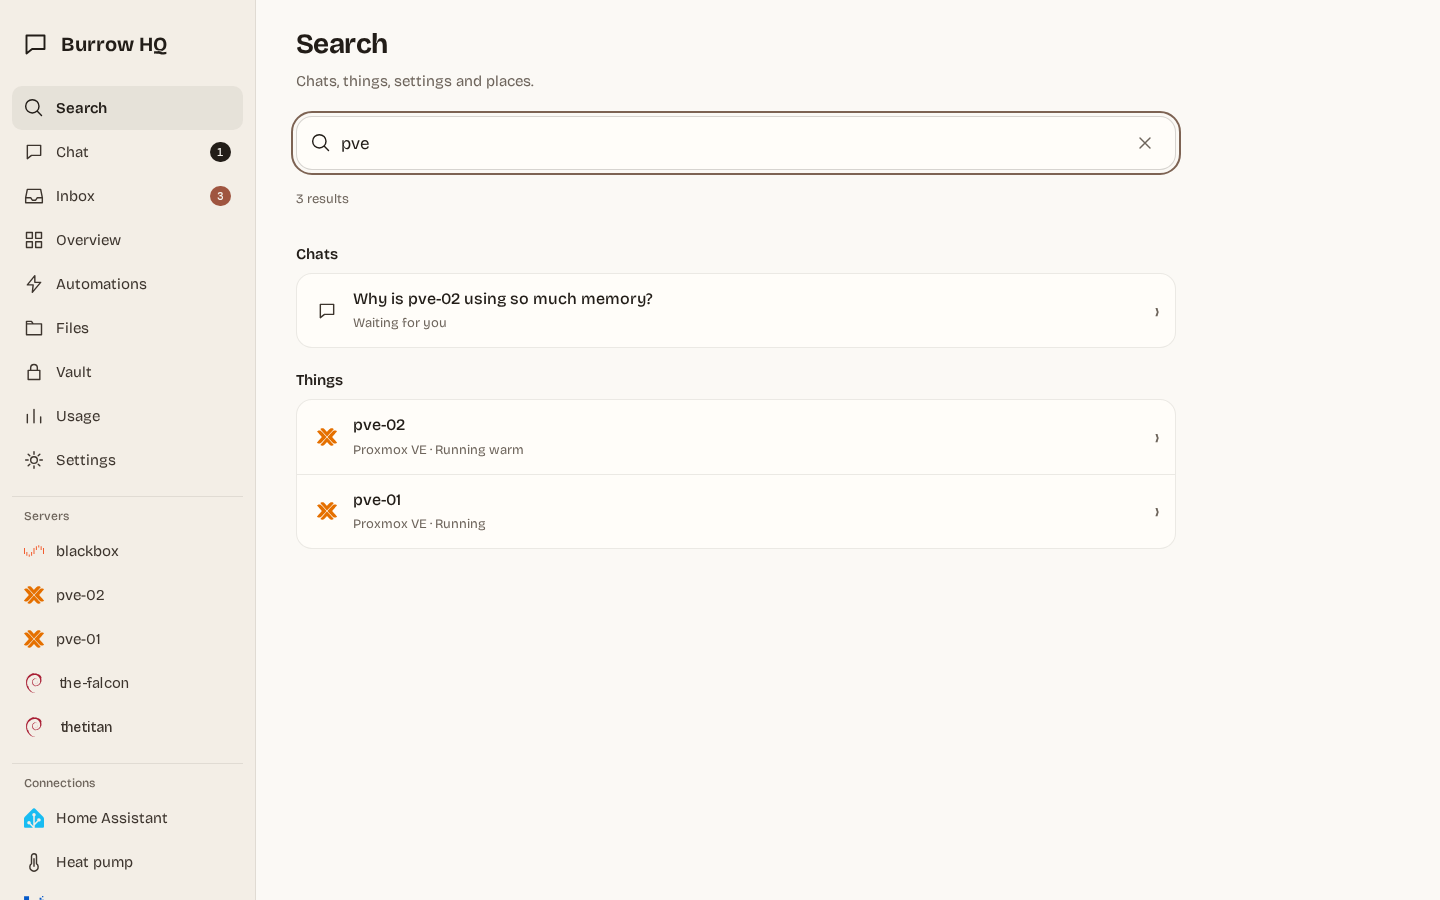 Burrow HQ
Search
Chat
1
Inbox
3
Overview
Automations
Files
Vault
Usage
Settings
Servers
blackbox
pve-02
pve-01
the-falcon
thetitan
Connections
Home Assistant
Heat pump
Search
Chats, things, settings and places.
pve
3 results
Chats
Why is pve-02 using so much memory?
Waiting for you
Things
pve-02
Proxmox VE · Running warm
pve-01
Proxmox VE · Running